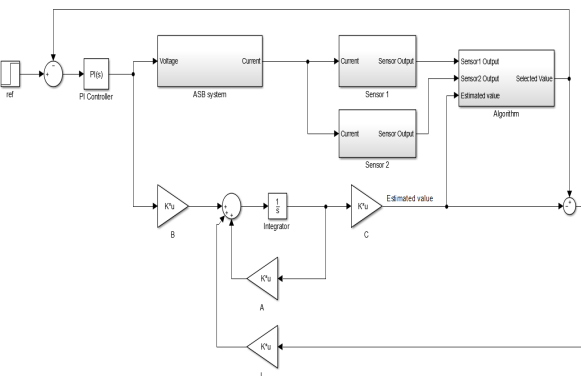 ref
PI(s)
PI Controller
Voltage
Current
ASB system
Current
Sensor Output
Sensor 1
Current
Sensor Output
Sensor 2
Sensor1 Output
Sensor2 Output
Estimated value
Selected Value
Algorithm
K*u
B
1
s
Integrator
K*u
C
Estimated value
K*u
A
K*u